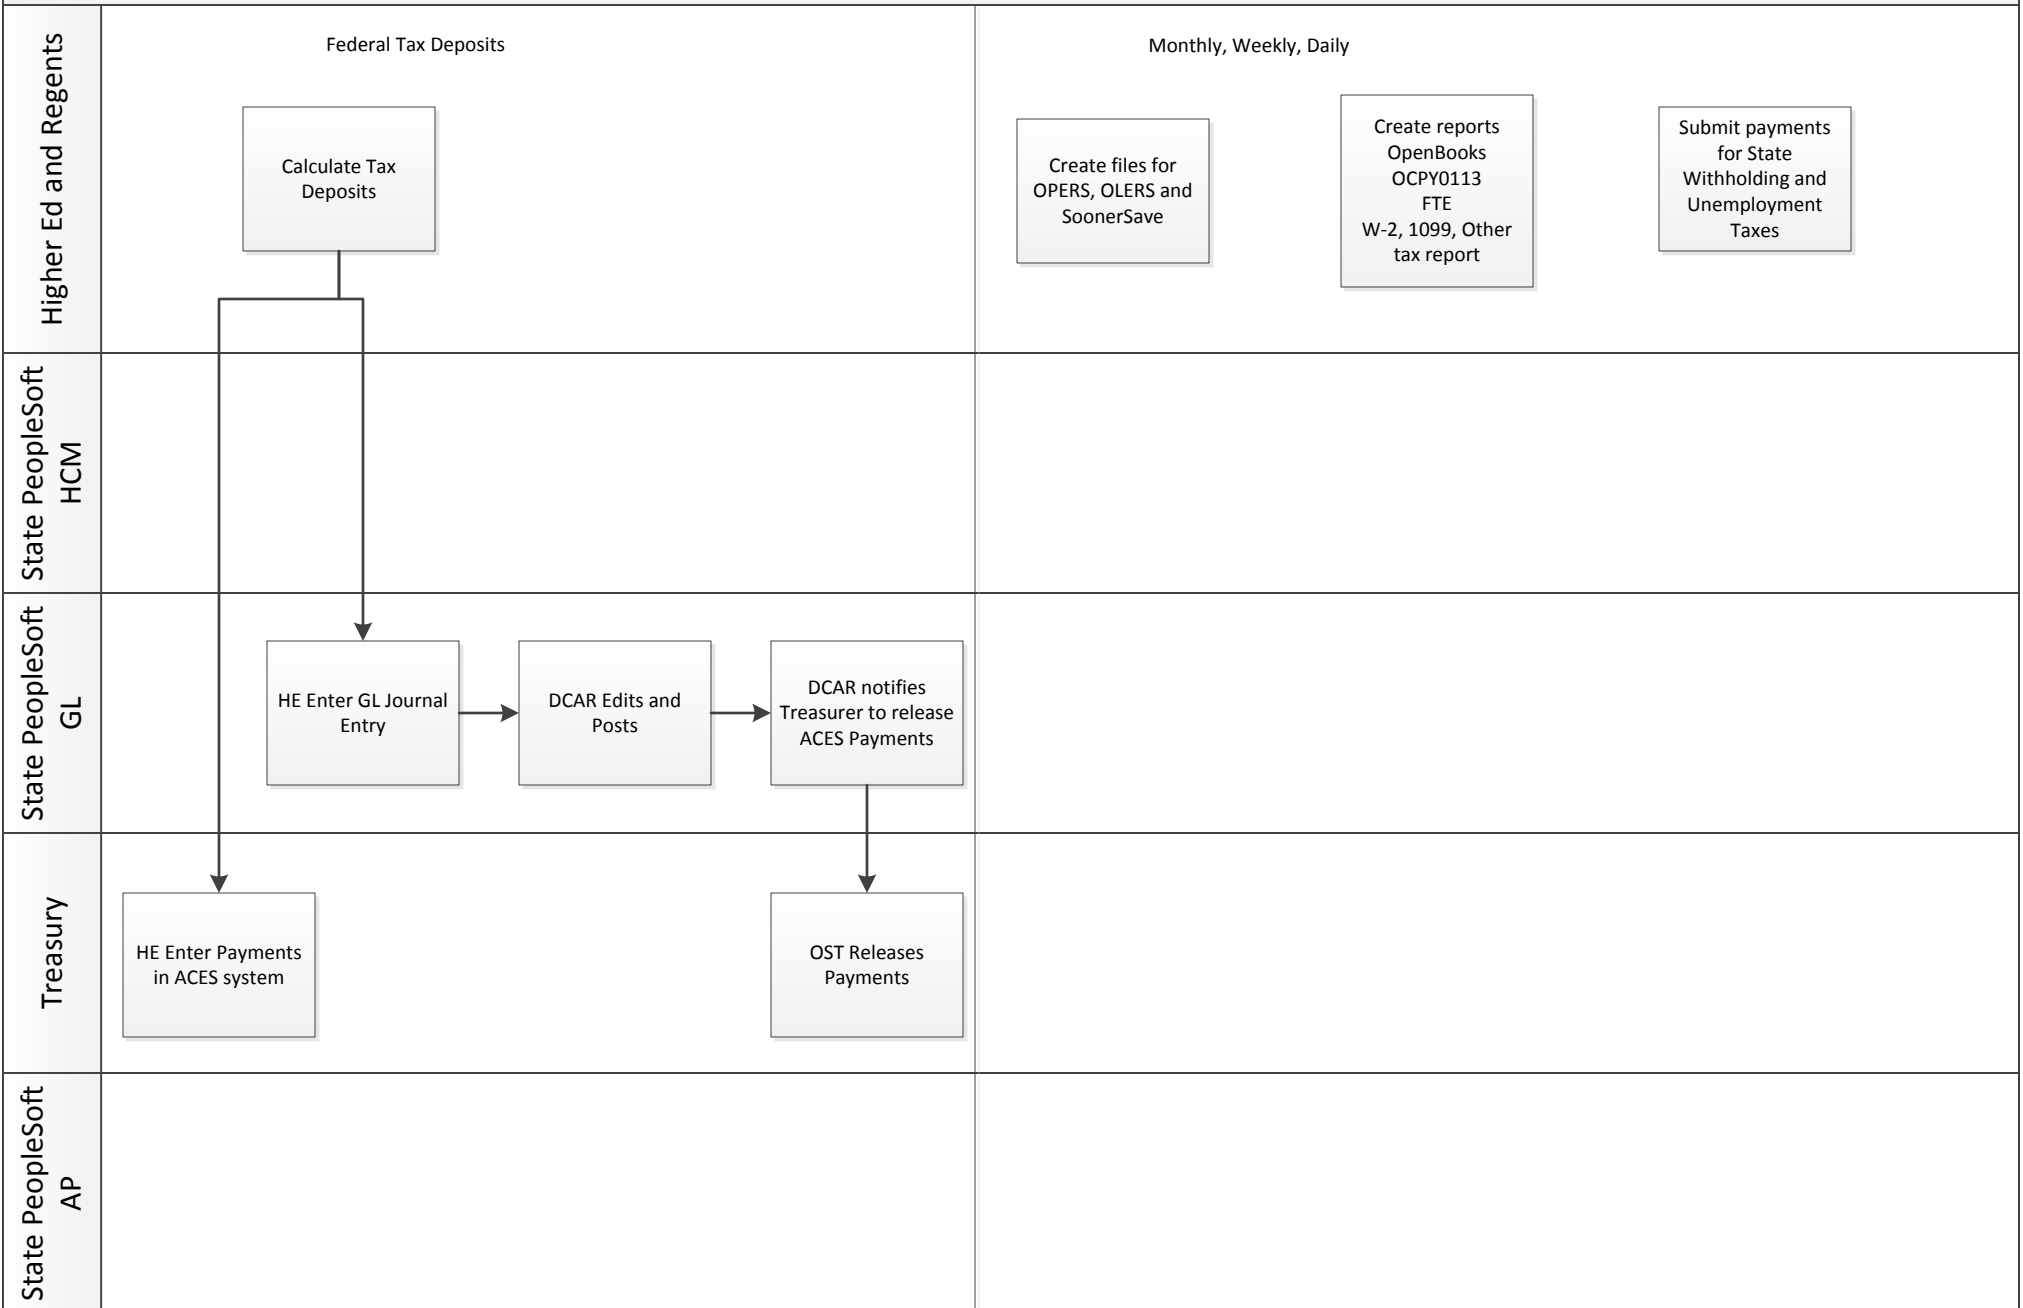 Higher Ed and Regents
Federal Tax Deposits
Monthly, Weekly, Daily
Calculate Tax
Deposits
Create files for
OPERS, OLERS and
SoonerSave
Create reports
OpenBooks
OCPY0113
FTE
W-2, 1099, Other
tax report
Submit payments
for State
Withholding and
Unemployment
Taxes
State PeopleSoft
HCM
State PeopleSoft
GL
HE Enter GL Journal
Entry
DCAR Edits and
Posts
DCAR notifies
Treasurer to release
ACES Payments
Treasury
HE Enter Payments
in ACES system
OST Releases
Payments
State PeopleSoft
AP